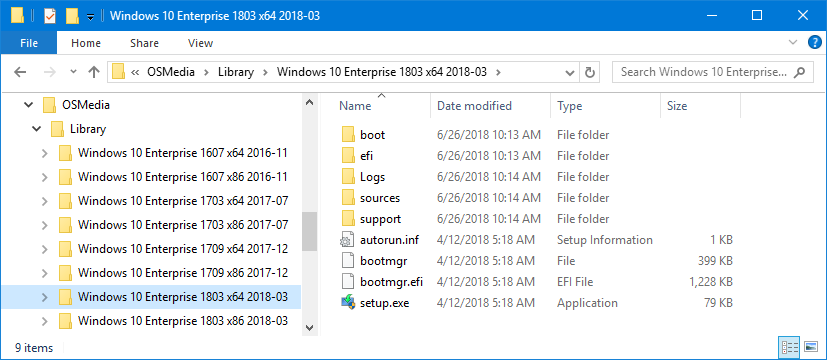 Windows 10 Enterprise 1803 x64 2018-03
File Home Share View
« OSMedia > Library > Windows 10 Enterprise 1803 x64 2018-03 > Search Windows 10 Enterprise...
OSMedia
Library
Windows 10 Enterprise 1607 x64 2016-11
Windows 10 Enterprise 1607 x86 2016-11
Windows 10 Enterprise 1703 x64 2017-07
Windows 10 Enterprise 1703 x86 2017-07
Windows 10 Enterprise 1709 x64 2017-12
Windows 10 Enterprise 1709 x86 2017-12
Windows 10 Enterprise 1803 x64 2018-03
Windows 10 Enterprise 1803 x86 2018-03
Name Date modified Type Size
boot 6/26/2018 10:13 AM File folder
efi 6/26/2018 10:13 AM File folder
Logs 6/26/2018 10:14 AM File folder
sources 6/26/2018 10:14 AM File folder
support 6/26/2018 10:14 AM File folder
autorun.inf 4/12/2018 5:18 AM Setup Information 1 KB
bootmgr 4/12/2018 5:18 AM File 399 KB
bootmgr.efi 4/12/2018 5:18 AM EFI File 1,228 KB
setup.exe 4/12/2018 5:18 AM Application 79 KB
9 items